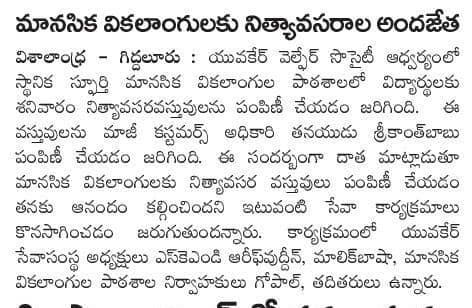 మానసిక వికలాంగులకు నిత్యావసరాల అందజేత
విశాలాంధ్ర - గిద్దలూరు : యువకేర్ వెల్ఫేర్ సొసైటీ ఆధ్వర్యంలో
స్థానిక స్ఫూర్తి మానసిక వికలాంగుల పాఠశాలలో విద్యార్థులకు
శనివారం నిత్యావసరవస్తువులను పంపిణీ చేయడం జరిగింది. ఈ
వస్తువులను మాజీ కస్టమర్స్ అధికారి తనయుడు శ్రీకాంత్‌బాబు
పంపిణీ చేయడం జరిగింది. ఈ సందర్భంగా దాత మాట్లాడుతూ
మానసిక వికలాంగులకు నిత్యావసర వస్తువులు పంపిణీ చేయడం
తనకు ఆనందం కల్గించిందని ఇటువంటి సేవా కార్యక్రమాలు
కొనసాగించడం జరుగుతుందన్నారు. కార్యక్రమంలో యువకేర్
సేవాసంస్థ అధ్యక్షులు ఎస్‌కెఎండి ఆరీఫ్‌వుద్దీన్, మాలిక్‌బాషా, మానసిక
వికలాంగుల పాఠశాల నిర్వాహకులు గోపాల్, తదితరులు ఉన్నారు.